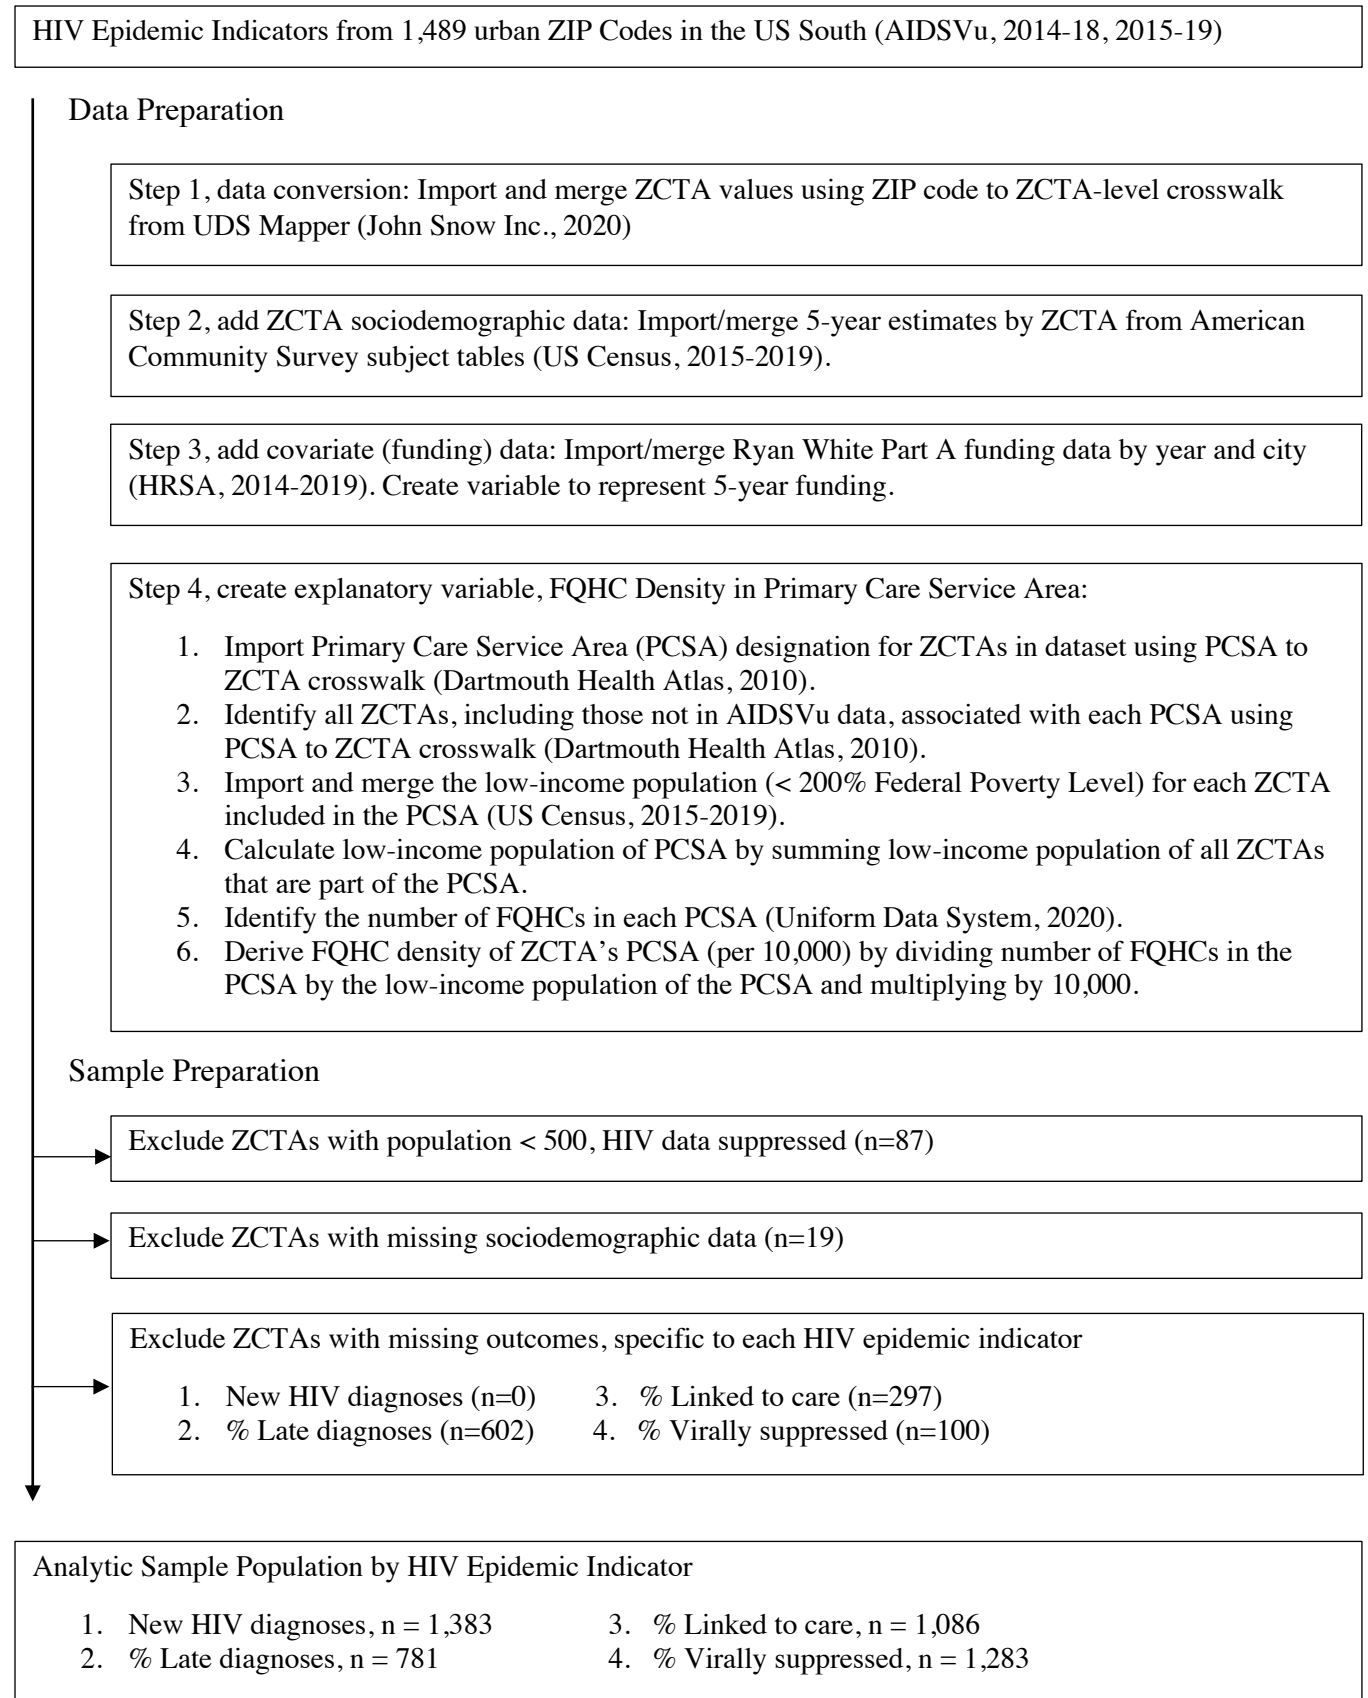 HIV Epidemic Indicators from 1,489 urban ZIP Codes in the US South (AIDSVu, 2014-18, 2015-19)
Data Preparation
Step 1, data conversion: Import and merge ZCTA values using ZIP code to ZCTA-level crosswalk
from UDS Mapper (John Snow Inc., 2020)
Step 2, add ZCTA sociodemographic data: Import/merge 5-year estimates by ZCTA from American
Community Survey subject tables (US Census, 2015-2019).
Step 3, add covariate (funding) data: Import/merge Ryan White Part A funding data by year and city
(HRSA, 2014-2019). Create variable to represent 5-year funding.
Step 4, create explanatory variable, FQHC Density in Primary Care Service Area:
1. Import Primary Care Service Area (PCSA) designation for ZCTAs in dataset using PCSA to
ZCTA crosswalk (Dartmouth Health Atlas, 2010).
2. Identify all ZCTAs, including those not in AIDSVu data, associated with each PCSA using
PCSA to ZCTA crosswalk (Dartmouth Health Atlas, 2010).
3. Import and merge the low-income population (< 200% Federal Poverty Level) for each ZCTA
included in the PCSA (US Census, 2015-2019).
4. Calculate low-income population of PCSA by summing low-income population of all ZCTAs
that are part of the PCSA.
5. Identify the number of FQHCs in each PCSA (Uniform Data System, 2020).
6. Derive FQHC density of ZCTA's PCSA (per 10,000) by dividing number of FQHCs in the
PCSA by the low-income population of the PCSA and multiplying by 10,000.
Sample Preparation
Exclude ZCTAs with population < 500, HIV data suppressed (n=87)
Exclude ZCTAs with missing sociodemographic data (n=19)
Exclude ZCTAs with missing outcomes, specific to each HIV epidemic indicator
1. New HIV diagnoses (n=0) 3. % Linked to care (n=297)
2. % Late diagnoses (n=602) 4. % Virally suppressed (n=100)
Analytic Sample Population by HIV Epidemic Indicator
1. New HIV diagnoses, n = 1,383 3. % Linked to care, n = 1,086
2. % Late diagnoses, n = 781 4. % Virally suppressed, n = 1,283